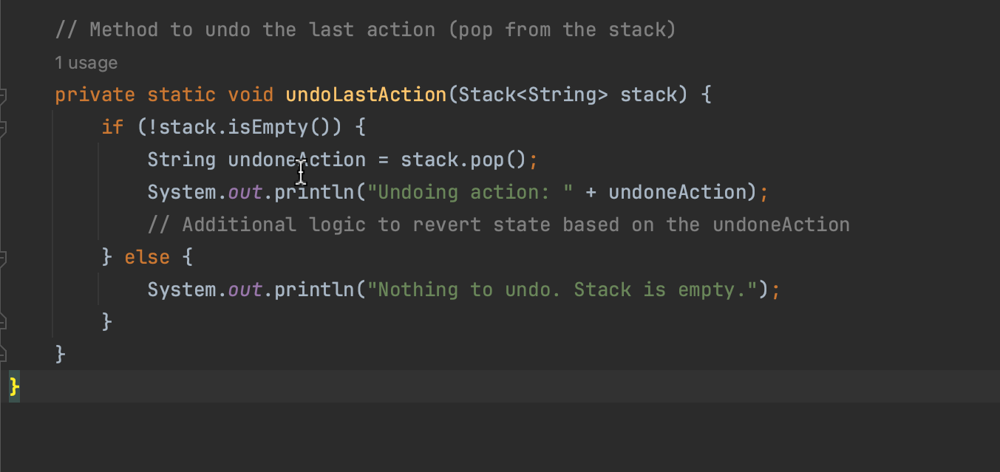 // Method to undo the last action (pop from the stack)
1 usage
private static void undoLastAction(Stack<String> stack) {
if (!stack.isEmpty()) {
String undoneAction = stack.pop();
System.out.println("Undoing action: " + undoneAction);
// Additional logic to revert state based on the undoneAction
} else {
System.out.println("Nothing to undo. Stack is empty.");
}
}
}